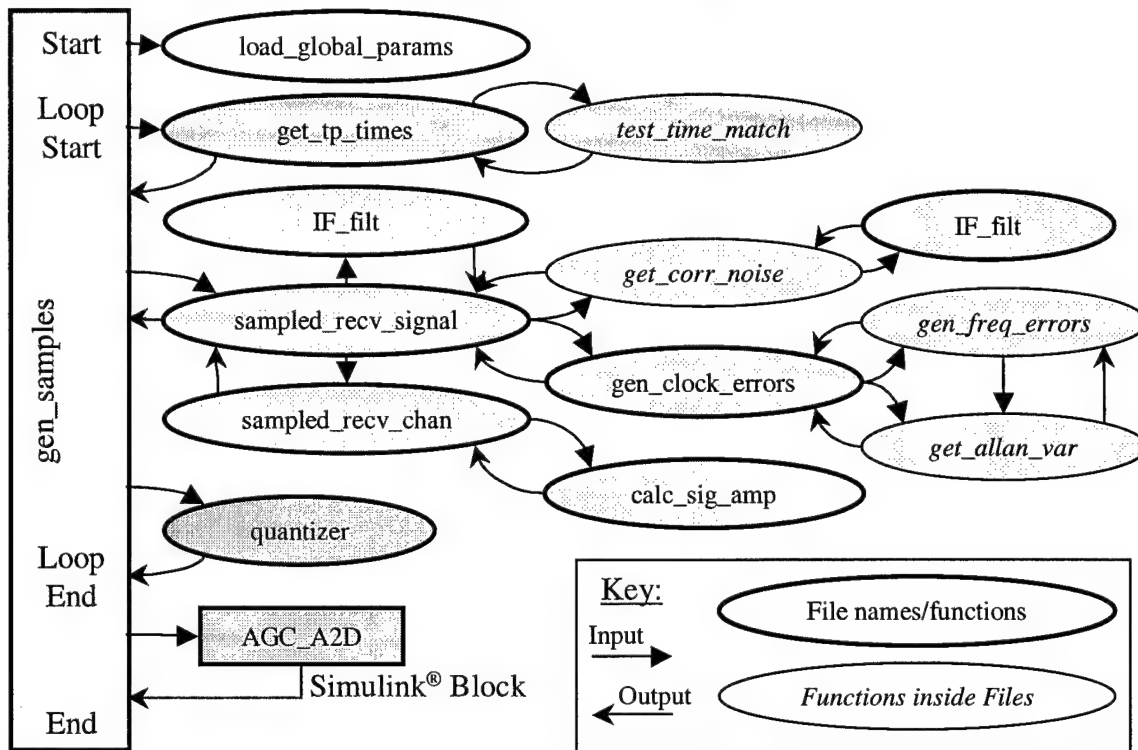 Start
load_global_params
Loop
Start
get_tp_times
test_time_match
IF_filt
IF_filt
get_corr_noise
sampled_recv_signal
gen_freq_errors
gen_samples
gen_clock_errors
sampled_recv_chan
get_allan_var
calc_sig_amp
quantizer
Loop
End
AGC_A2D
Simulink® Block
End
Key:
File names/functions
Input
Output
Functions inside Files